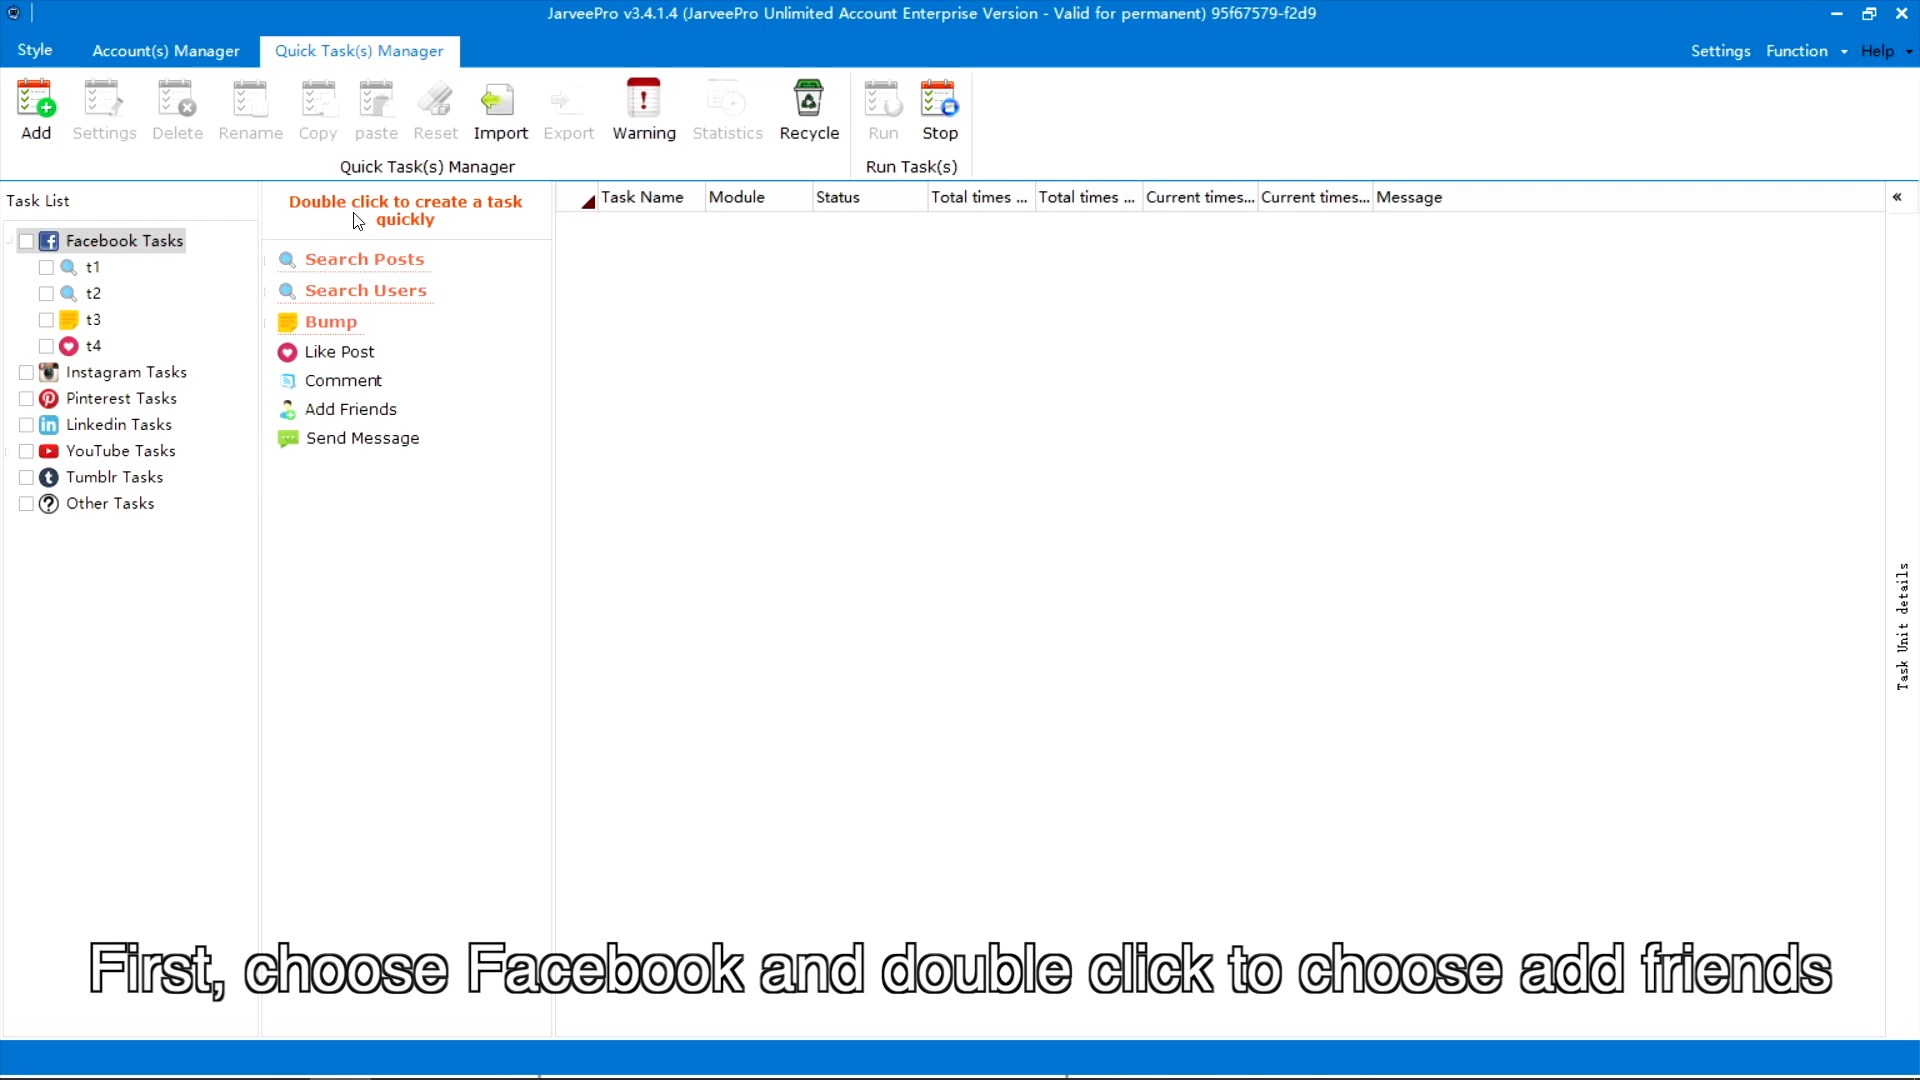 JarveePro v3.4.1.4 (JarveePro Unlimited Account Enterprise Version - Valid for permanent) 95f67579-f2d9
Style Account(s) Manager Quick Task(s) Manager Settings Function Help
Add Settings Delete Rename Copy paste Reset Import Export Warning Statistics Recycle Run Stop
Quick Task(s) Manager Run Task(s)
Task List
Facebook Tasks
t1
t2
t3
t4
Instagram Tasks
Pinterest Tasks
Linkedin Tasks
YouTube Tasks
Tumblr Tasks
Other Tasks
Double click to create a task
quickly
Search Posts
Search Users
Bump
Like Post
Comment
Add Friends
Send Message
Task Name Module Status Total times ... Total times ... Current times... Current times... Message
Task Unit details
First, choose Facebook and double click to choose add friends